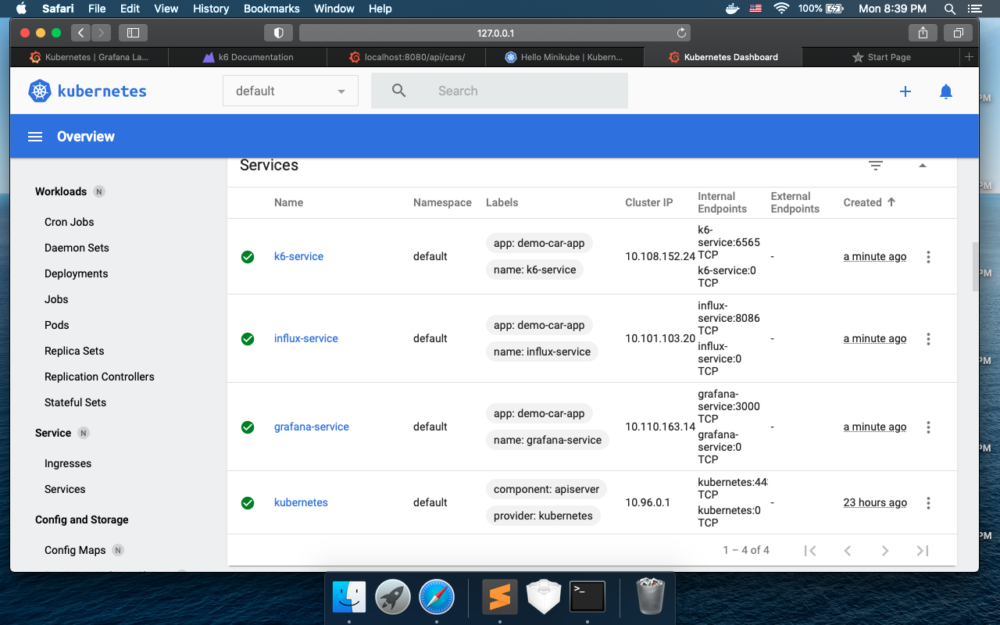 Safari File Edit View History Bookmarks Window Help 100% Mon 8:39 PM
127.0.0.1
Kubernetes | Grafana La... k6 Documentation localhost:8080/api/cars/ Hello Minikube | Kubern... Kubernetes Dashboard Start Page
kubernetes default Search
Overview
Workloads N
Cron Jobs
Daemon Sets
Deployments
Jobs
Pods
Replica Sets
Replication Controllers
Stateful Sets
Service N
Ingresses
Services
Config and Storage
Config Maps N
Services
Name Namespace Labels Cluster IP Internal Endpoints External Endpoints Created
k6-service default app: demo-car-app 10.108.152.24 k6-
service:6565
TCP
- a minute ago
name: k6-service k6-service:0
TCP
influx-service default app: demo-car-app 10.101.103.20 influx-
service:8086
TCP
- a minute ago
name: influx-service influx-
service:0
TCP
grafana-service default app: demo-car-app 10.110.163.14 grafana-
service:3000
TCP
- a minute ago
name: grafana-service grafana-
service:0
TCP
kubernetes default component: apiserver 10.96.0.1 kubernetes:44
TCP
- 23 hours ago
provider: kubernetes kubernetes:0
TCP
1 – 4 of 4
PM
PM
PM
PM
PM
PM